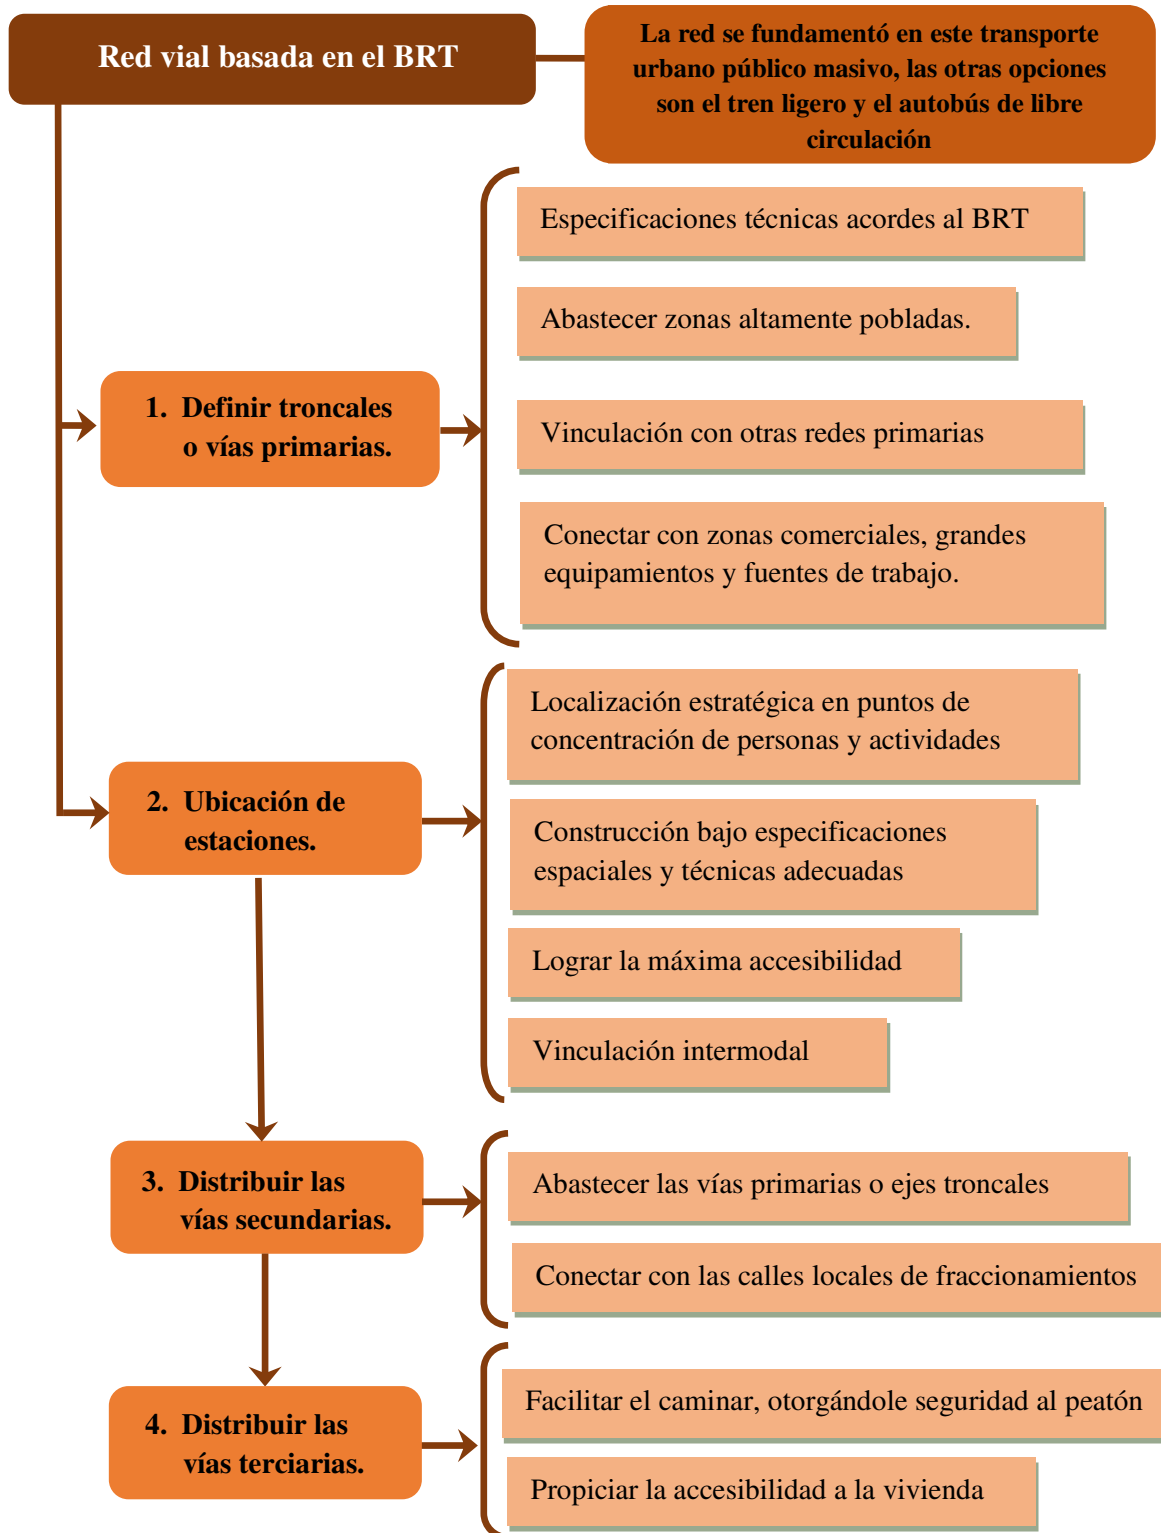 Red vial basada en el BRT
La red se fundamentó en este transporte
urbano público masivo, las otras opciones
son el tren ligero y el autobús de libre
circulación
1. Definir troncales
o vías primarias.
Especificaciones técnicas acordes al BRT
Abastecer zonas altamente pobladas.
Vinculación con otras redes primarias
Conectar con zonas comerciales, grandes
equipamientos y fuentes de trabajo.
2. Ubicación de
estaciones.
Localización estratégica en puntos de
concentración de personas y actividades
Construcción bajo especificaciones
espaciales y técnicas adecuadas
Lograr la máxima accesibilidad
Vinculación intermodal
3. Distribuir las
vías secundarias.
Abastecer las vías primarias o ejes troncales
Conectar con las calles locales de fraccionamientos
4. Distribuir las
vías terciarias.
Facilitar el caminar, otorgándole seguridad al peatón
Propiciar la accesibilidad a la vivienda